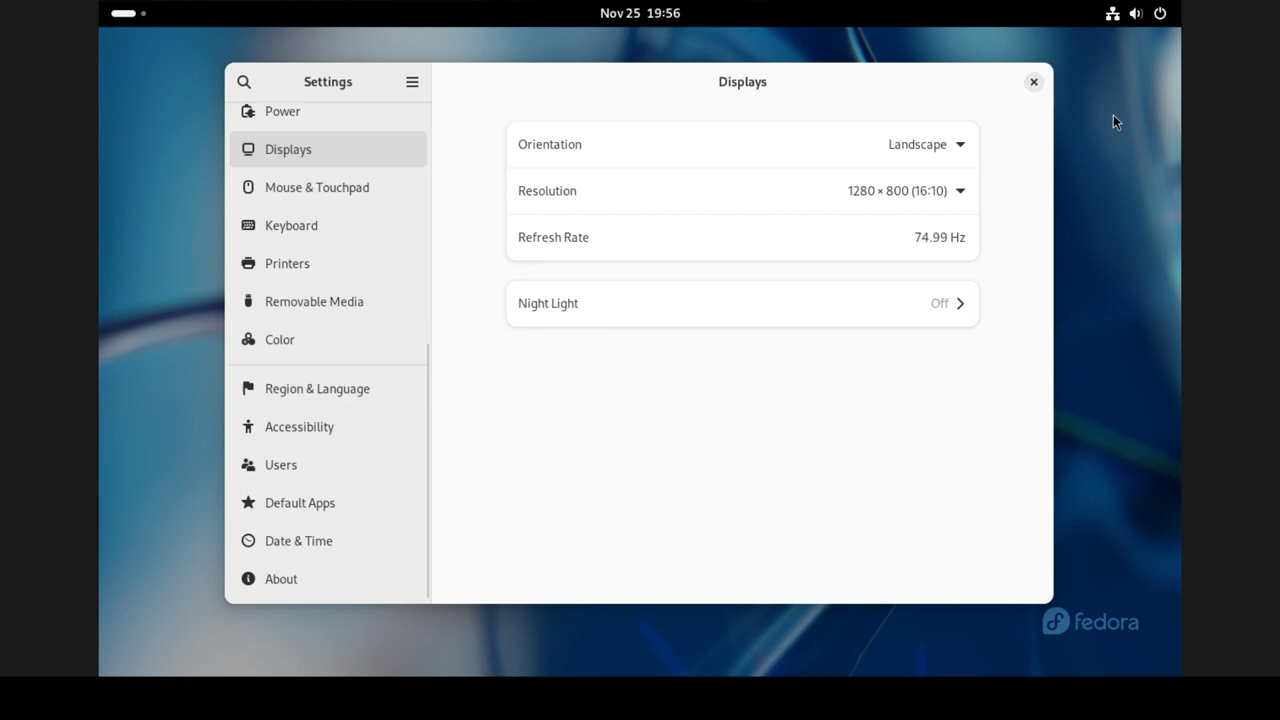 Nov 25 19:56
Settings
Displays
Power
Displays
Mouse & Touchpad
Keyboard
Printers
Removable Media
Color
Region & Language
Accessibility
Users
Default Apps
Date & Time
About
Orientation Landscape
Resolution 1280 × 800 (16:10)
Refresh Rate 74.99 Hz
Night Light Off
fedora